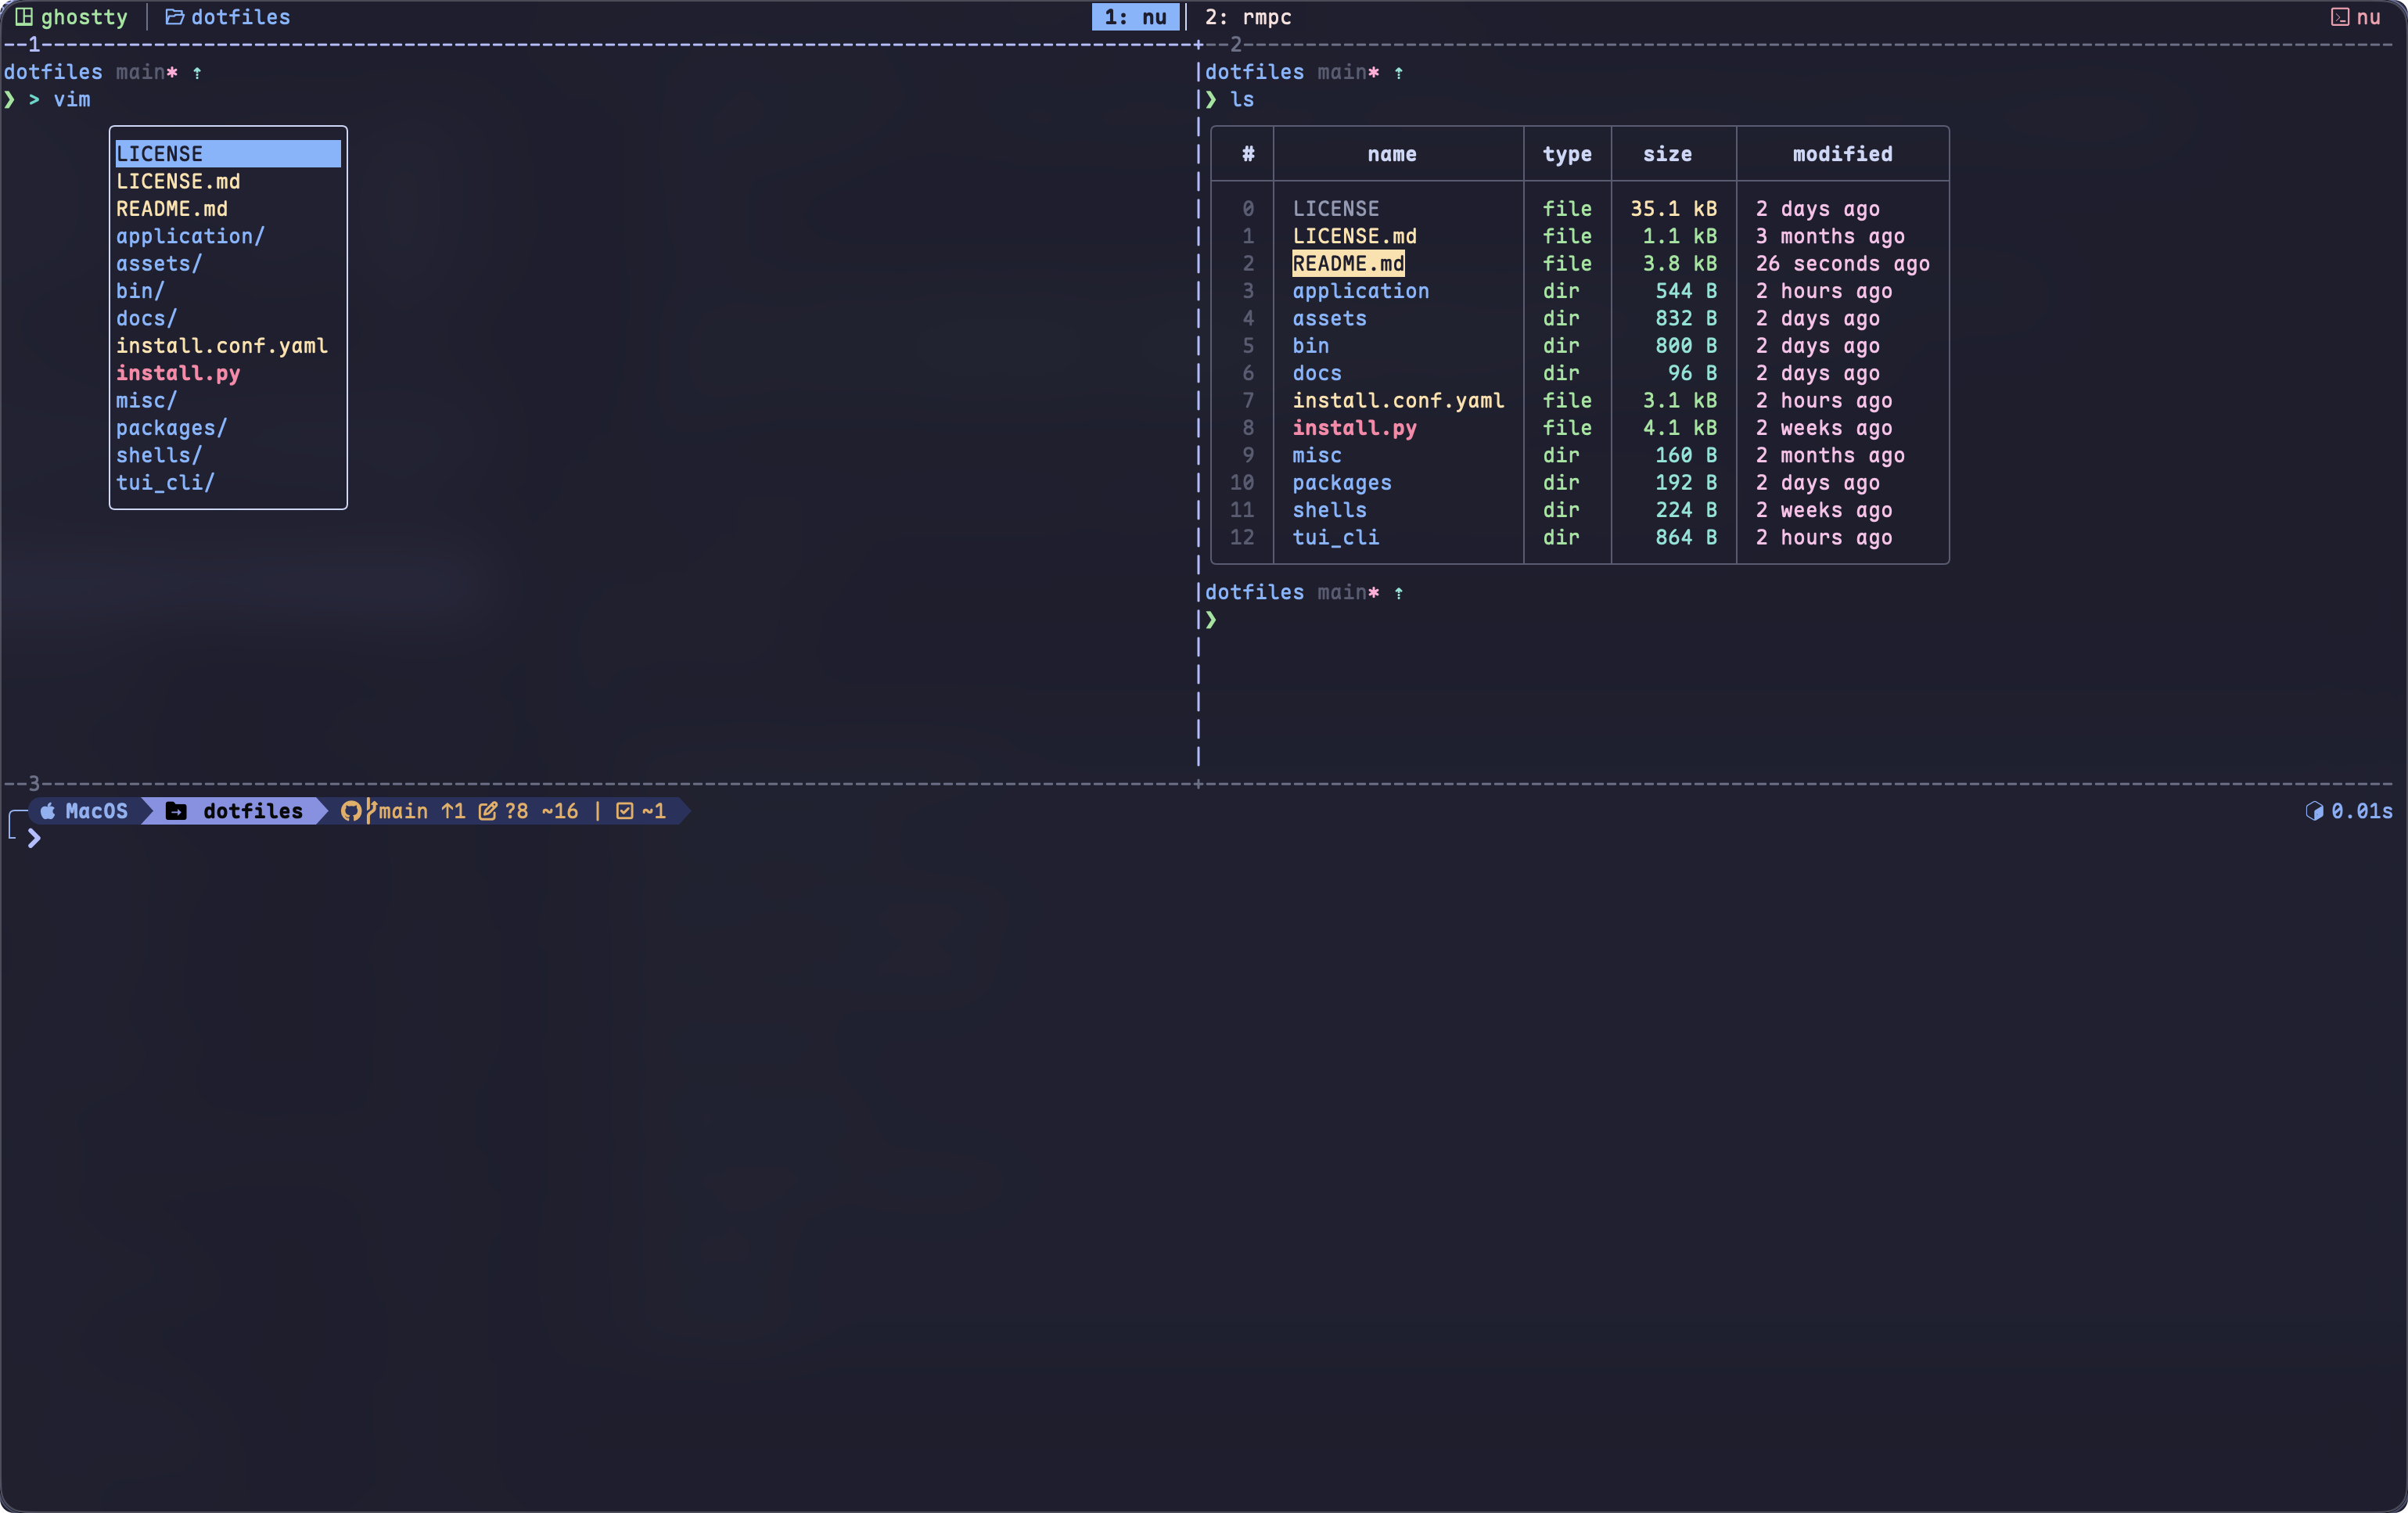 ghostty │ dotfiles 1: nu │ 2: rmpc nu
--1--
dotfiles main* ⇡
❯ > vim
LICENSE
LICENSE.md
README.md
application/
assets/
bin/
docs/
install.conf.yaml
install.py
misc/
packages/
shells/
tui_cli/
--2--
dotfiles main* ⇡
❯ ls
# name type size modified
0 LICENSE file 35.1 kB 2 days ago
1 LICENSE.md file 1.1 kB 3 months ago
2 README.md file 3.8 kB 26 seconds ago
3 application dir 544 B 2 hours ago
4 assets dir 832 B 2 days ago
5 bin dir 800 B 2 days ago
6 docs dir 96 B 2 days ago
7 install.conf.yaml file 3.1 kB 2 hours ago
8 install.py file 4.1 kB 2 weeks ago
9 misc dir 160 B 2 months ago
10 packages dir 192 B 2 days ago
11 shells dir 224 B 2 weeks ago
12 tui_cli dir 864 B 2 hours ago
dotfiles main* ⇡
❯
--3--
MacOS dotfiles main ↑1 ?8 ~16 | ~1 0.01s
❯